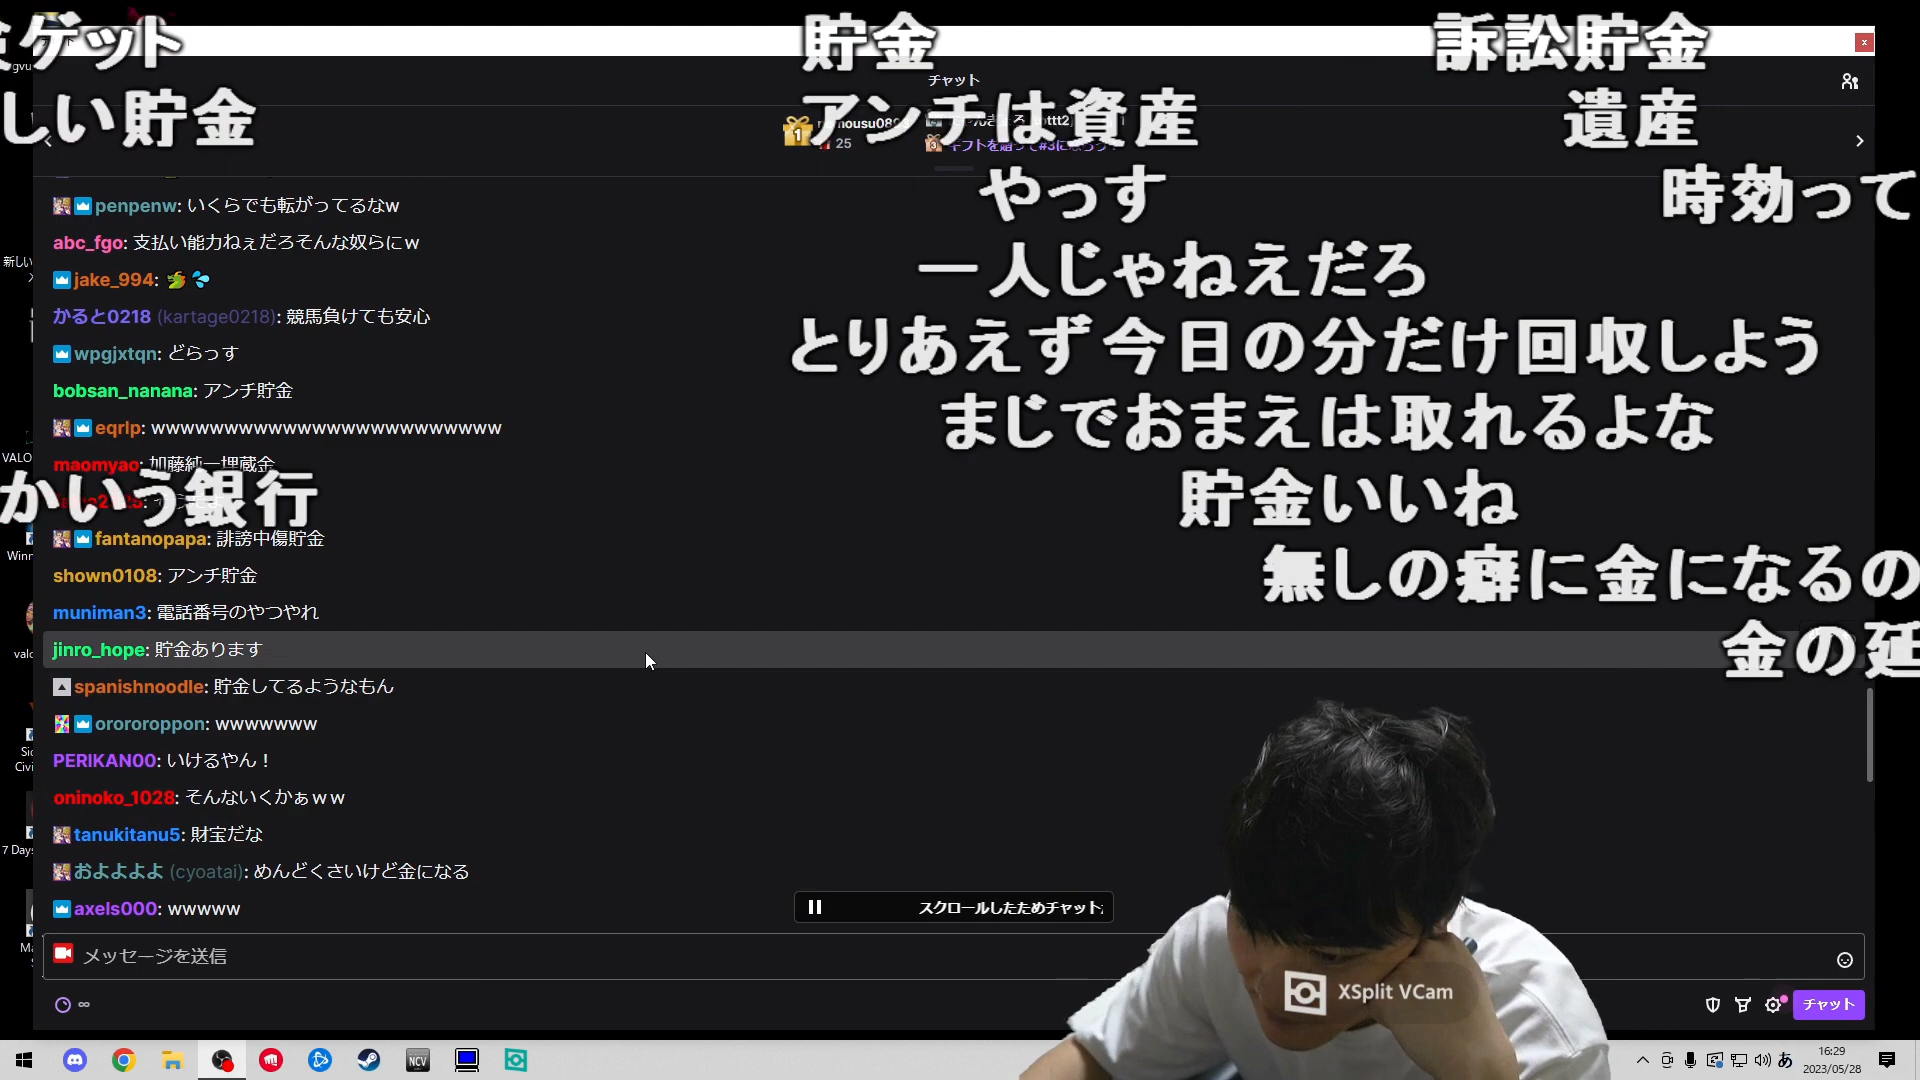 ゲット
貯金
訴訟貯金
チャット
しい貯金
アンチは資産
遺産
25
やっす
時効って
penpenw: いくらでも転がってるなw
abc_fgo: 支払い能力ねぇだろそんな奴らにw
一人じゃねえだろ
jake_994:
かると0218 (kartage0218): 競馬負けても安心
とりあえず今日の分だけ回収しよう
wpgjxtqn: どらっす
bobsan_nanana: アンチ貯金
まじでおまえは取れるよな
eqrlp: wwwwwwwwwwwwwwwwwwwwwwww
maomyao: 加藤純一埋蔵金
かいう銀行
貯金いいね
fantanopapa: 誹謗中傷貯金
shown0108: アンチ貯金
無しの癖に金になるの
muniman3: 電話番号のやつやれ
jinro_hope: 貯金あります
金の延
spanishnoodle: 貯金してるようなもん
orororoppon: wwwwwww
PERIKAN00: いけるやん！
oninoko_1028: そんないくかぁｗｗ
tanukitanu5: 財宝だな
およよよよ (cyoatai): めんどくさいけど金になる
axels000: wwwww
スクロールしたためチャット
メッセージを送信
XSplit VCam
チャット
NCV
あ
16:29
2023/05/28